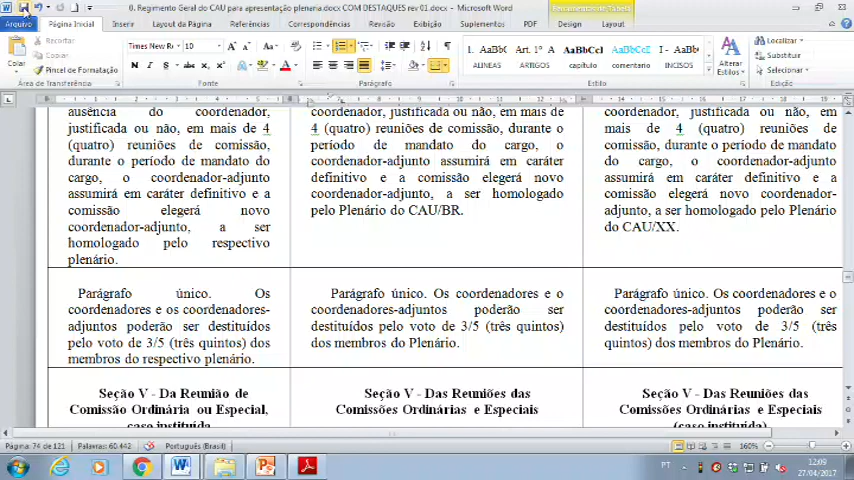 0. Regimento Geral do CAU para apresentação plenaria.docx COM DESTAQUES rev 01.docx - Microsoft Word
Arquivo Página Inicial Inserir Layout da Página Referências Correspondências Revisão Exibição Suplementos PDF Design Layout
Recortar
Copiar
Pincel de Formatação
Colar
Área de Transferência
Times New Ro 10
N I S abc A A
Fonte
Parágrafo
1. AaBbC Art. 1º A AaBbCcI AaBbCcI I - AaBb
ALINEAS ARTIGOS capítulo comentario INCISOS
Estilo
Alterar Estilos
Localizar
Substituir
Selecionar
Edição
ausência do coordenador,
justificada ou não, em mais de 4
(quatro) reuniões de comissão,
durante o período de mandato do
cargo, o coordenador-adjunto
assumirá em caráter definitivo e a
comissão elegerá novo
coordenador-adjunto, a ser
homologado pelo respectivo
plenário.
coordenador, justificada ou não, em mais de
4 (quatro) reuniões de comissão, durante o
período de mandato do cargo, o
coordenador-adjunto assumirá em caráter
definitivo e a comissão elegerá novo
coordenador-adjunto, a ser homologado
pelo Plenário do CAU/BR.
coordenador, justificada ou não, em
mais de 4 (quatro) reuniões de
comissão, durante o período de mandato
do cargo, o coordenador-adjunto
assumirá em caráter definitivo e a
comissão elegerá novo coordenador-
adjunto, a ser homologado pelo Plenário
do CAU/XX.
Parágrafo único. Os
coordenadores e os coordenadores-
adjuntos poderão ser destituídos
pelo voto de 3/5 (três quintos) dos
membros do respectivo plenário.
Parágrafo único. Os coordenadores e os
coordenadores-adjuntos poderão ser
destituídos pelo voto de 3/5 (três quintos)
dos membros do Plenário.
Parágrafo único. Os coordenadores e os
coordenadores-adjuntos poderão ser
destituídos pelo voto de 3/5 (três
quintos) dos membros do Plenário.
Seção V - Da Reunião de
Comissão Ordinária ou Especial,
caso instituída
Seção V - Das Reuniões das
Comissões Ordinárias e Especiais
Seção V - Das Reuniões das
Comissões Ordinárias e Especiais
(caso instituída)
Página: 74 de 121 Palavras: 60.442 Português (Brasil) 160%
PT 12:09
27/04/2017